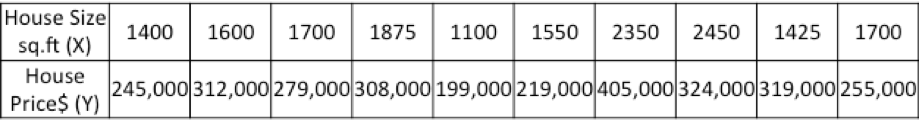 House Size sq.ft (X) 1400 1600 1700 1875 1100 1550 2350 2450 1425 1700
House Price$ (Y) 245,000 312,000 279,000 308,000 199,000 219,000 405,000 324,000 319,000 255,000